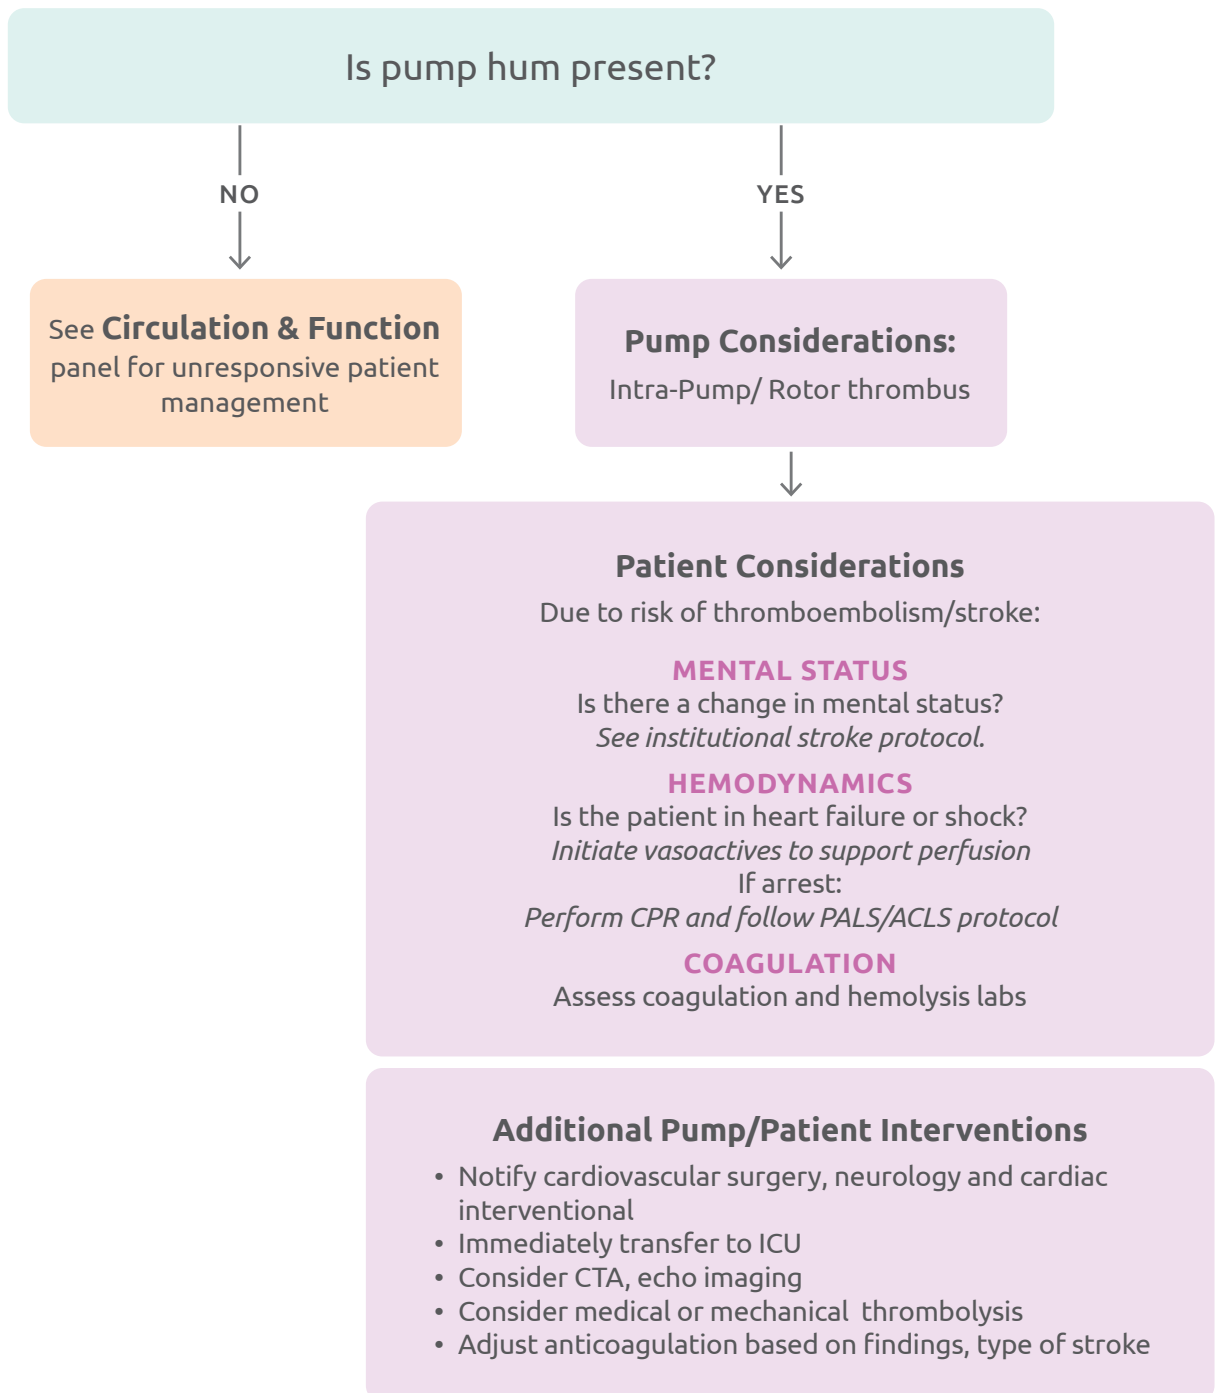 Is pump hum present?
NO
YES
See Circulation & Function
panel for unresponsive patient
management
Pump Considerations:
Intra-Pump/ Rotor thrombus
Patient Considerations
Due to risk of thromboembolism/stroke:
MENTAL STATUS
Is there a change in mental status?
See institutional stroke protocol.
HEMODYNAMICS
Is the patient in heart failure or shock?
Initiate vasoactives to support perfusion
If arrest:
Perform CPR and follow PALS/ACLS protocol
COAGULATION
Assess coagulation and hemolysis labs
Additional Pump/Patient Interventions
• Notify cardiovascular surgery, neurology and cardiac
interventional
• Immediately transfer to ICU
• Consider CTA, echo imaging
• Consider medical or mechanical thrombolysis
• Adjust anticoagulation based on findings, type of stroke